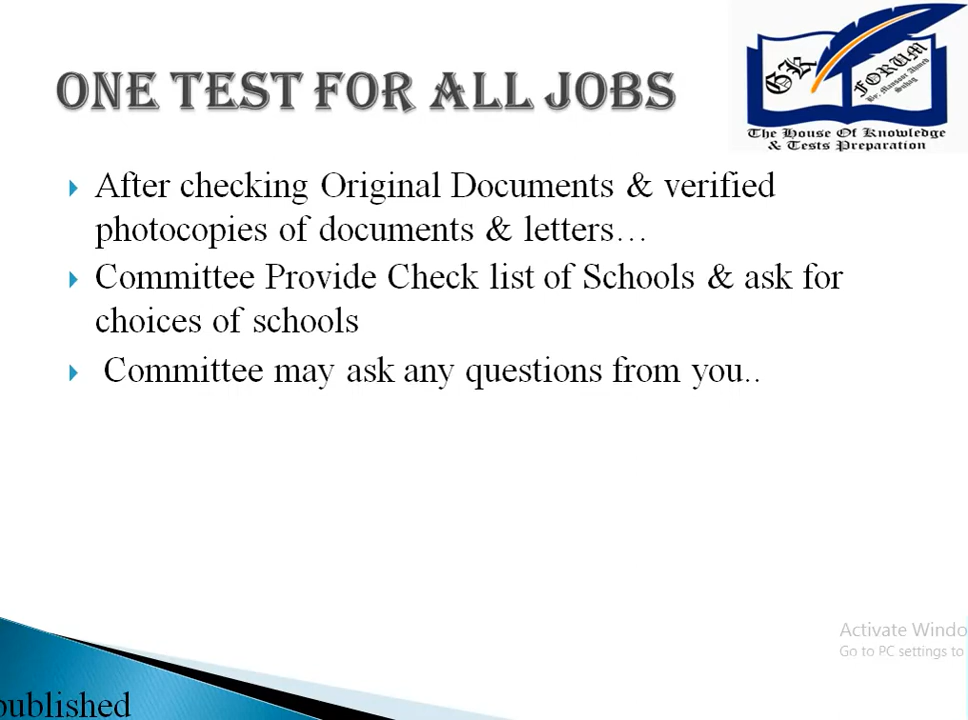 ONE TEST FOR ALL JOBS
GK FORUM
The House Of Knowledge
& Tests Preparation
After checking Original Documents & verified
photocopies of documents & letters…
Committee Provide Check list of Schools & ask for
choices of schools
Committee may ask any questions from you..
Activate Windo
Go to PC settings to
published